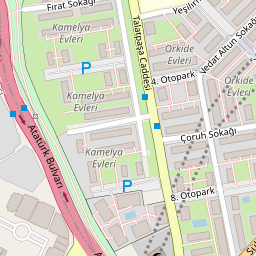 Fırat Sokağı
Yeşilırm
Kamelya
Evleri
Talatpaşa Caddesi
Orkide
Evleri
Vedat Altun Sokağı
P
4. Otopark
Orkide
Evleri
Kamelya
Evleri
Atatürk Bulvarı
Çoruh Sokağı
Kamelya
Evleri
P
8. Otopark